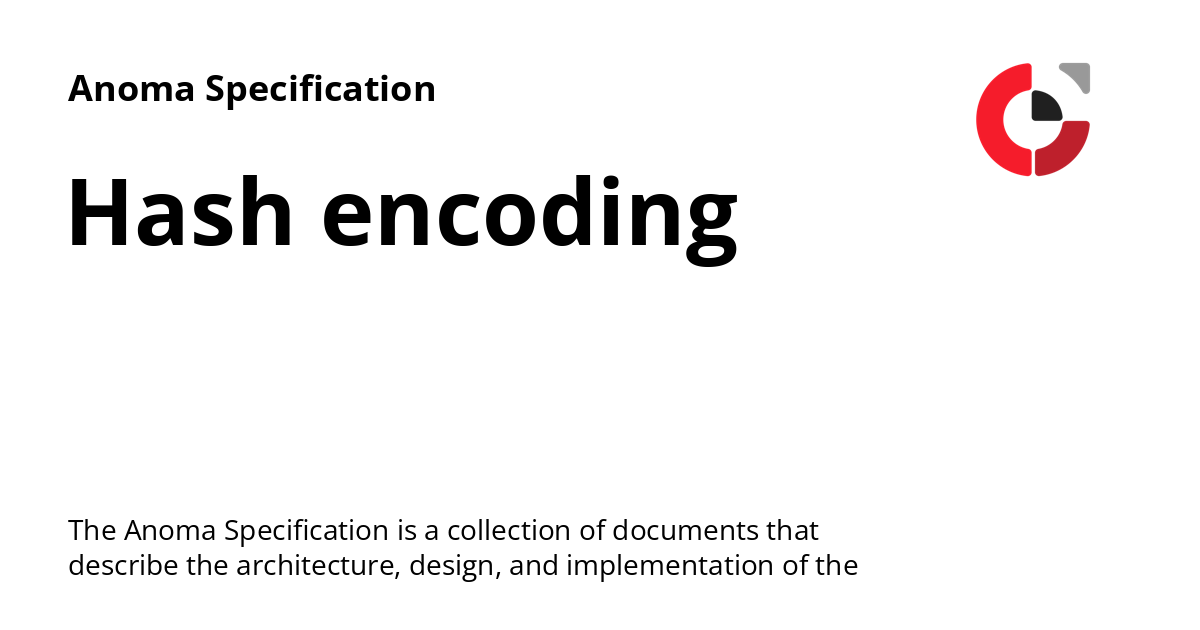 Anoma Specification
Hash encoding
The Anoma Specification is a collection of documents that
describe the architecture, design, and implementation of the